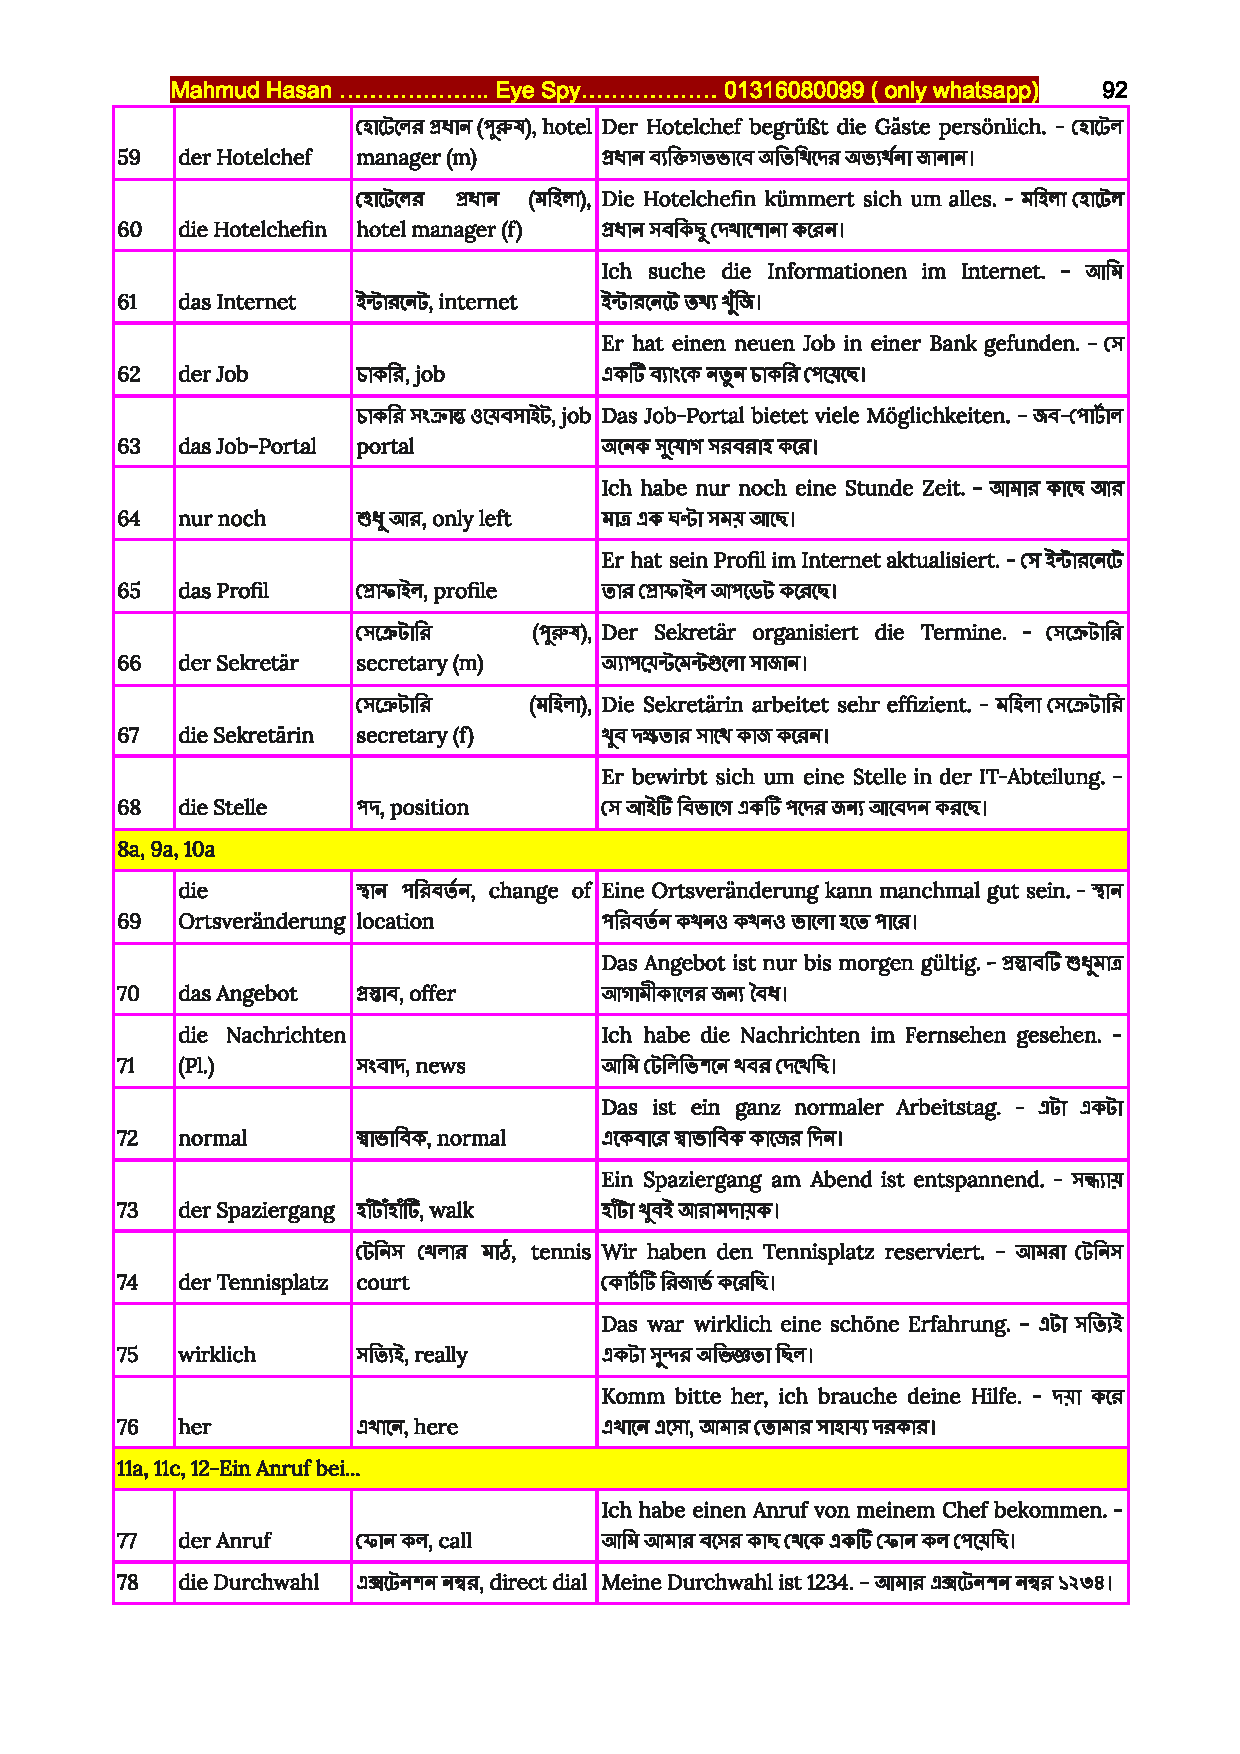 Mahmud Hasan ……………….. Eye Spy……………… 01316080099 ( only whatsapp) 92
হোটেলের প্রধান (পুরুষ), hotel Der Hotelchef begrüßt die Gäste persönlich. - হোটেল
59 der Hotelchef manager (m) প্রধান ব্যক্তিগতভাবে অতিথিদের অভ্যর্থনা জানান।
হোটেলের প্রধান (মহিলা), Die Hotelchefin kümmert sich um alles. - মহিলা হোটেল
60 die Hotelchefin hotel manager (f) প্রধান সবকিছু দেখাশোনা করেন।
Ich suche die Informationen im Internet. - আমি
61 das Internet ইন্টারনেট, internet ইন্টারনেটে তথ্য খুঁজি।
Er hat einen neuen Job in einer Bank gefunden. - সে
62 der Job চাকরি, job একটি ব্যাংকে নতুন চাকরি পেয়েছে।
চাকরি সংক্রান্ত ওয়েবসাইট, job Das Job-Portal bietet viele Möglichkeiten. - জব-পোর্টাল
63 das Job-Portal portal অনেক সুযোগ সরবরাহ করে।
Ich habe nur noch eine Stunde Zeit. - আমার কাছে আর
64 nur noch শুধু আর, only left মাত্র এক ঘণ্টা সময় আছে।
Er hat sein Profil im Internet aktualisiert. - সে ইন্টারনেটে
65 das Profil প্রোফাইল, profile তার প্রোফাইল আপডেট করেছে।
সেক্রেটারি (পুরুষ), Der Sekretär organisiert die Termine. - সেক্রেটারি
66 der Sekretär secretary (m) অ্যাপয়েন্টমেন্টগুলো সাজান।
সেক্রেটারি (মহিলা), Die Sekretärin arbeitet sehr effizient. - মহিলা সেক্রেটারি
67 die Sekretärin secretary (f) খুব দক্ষতার সাথে কাজ করেন।
Er bewirbt sich um eine Stelle in der IT-Abteilung. -
68 die Stelle পদ, position সে আইটি বিভাগে একটি পদের জন্য আবেদন করছে।
8a, 9a, 10a
die স্থান পরিবর্তন, change of Eine Ortsveränderung kann manchmal gut sein. - স্থান
69 Ortsveränderung location পরিবর্তন কখনও কখনও ভালো হতে পারে।
Das Angebot ist nur bis morgen gültig. - প্রস্তাবটি শুধুমাত্র
70 das Angebot প্রস্তাব, offer আগামীকালের জন্য বৈধ।
die Nachrichten Ich habe die Nachrichten im Fernsehen gesehen. -
71 (Pl.) সংবাদ, news আমি টেলিভিশনে খবর দেখেছি।
Das ist ein ganz normaler Arbeitstag. - এটা একটা
72 normal স্বাভাবিক, normal একেবারে স্বাভাবিক কাজের দিন।
Ein Spaziergang am Abend ist entspannend. - সন্ধ্যায়
73 der Spaziergang হাঁটাহাঁটি, walk হাঁটা খুবই আরামদায়ক।
টেনিস খেলার মাঠ, tennis Wir haben den Tennisplatz reserviert. - আমরা টেনিস
74 der Tennisplatz court কোর্টটি রিজার্ভ করেছি।
Das war wirklich eine schöne Erfahrung. - এটা সত্যিই
75 wirklich সত্যিই, really একটা সুন্দর অভিজ্ঞতা ছিল।
Komm bitte her, ich brauche deine Hilfe. - দয়া করে
76 her এখানে, here এখানে এসো, আমার তোমার সাহায্য দরকার।
11a, 11c, 12-Ein Anruf bei...
Ich habe einen Anruf von meinem Chef bekommen. -
77 der Anruf ফোন কল, call আমি আমার বসের কাছ থেকে একটি ফোন কল পেয়েছি।
78 die Durchwahl এক্সটেনশন নম্বর, direct dial Meine Durchwahl ist 1234. - আমার এক্সটেনশন নম্বর ১২৩৪।